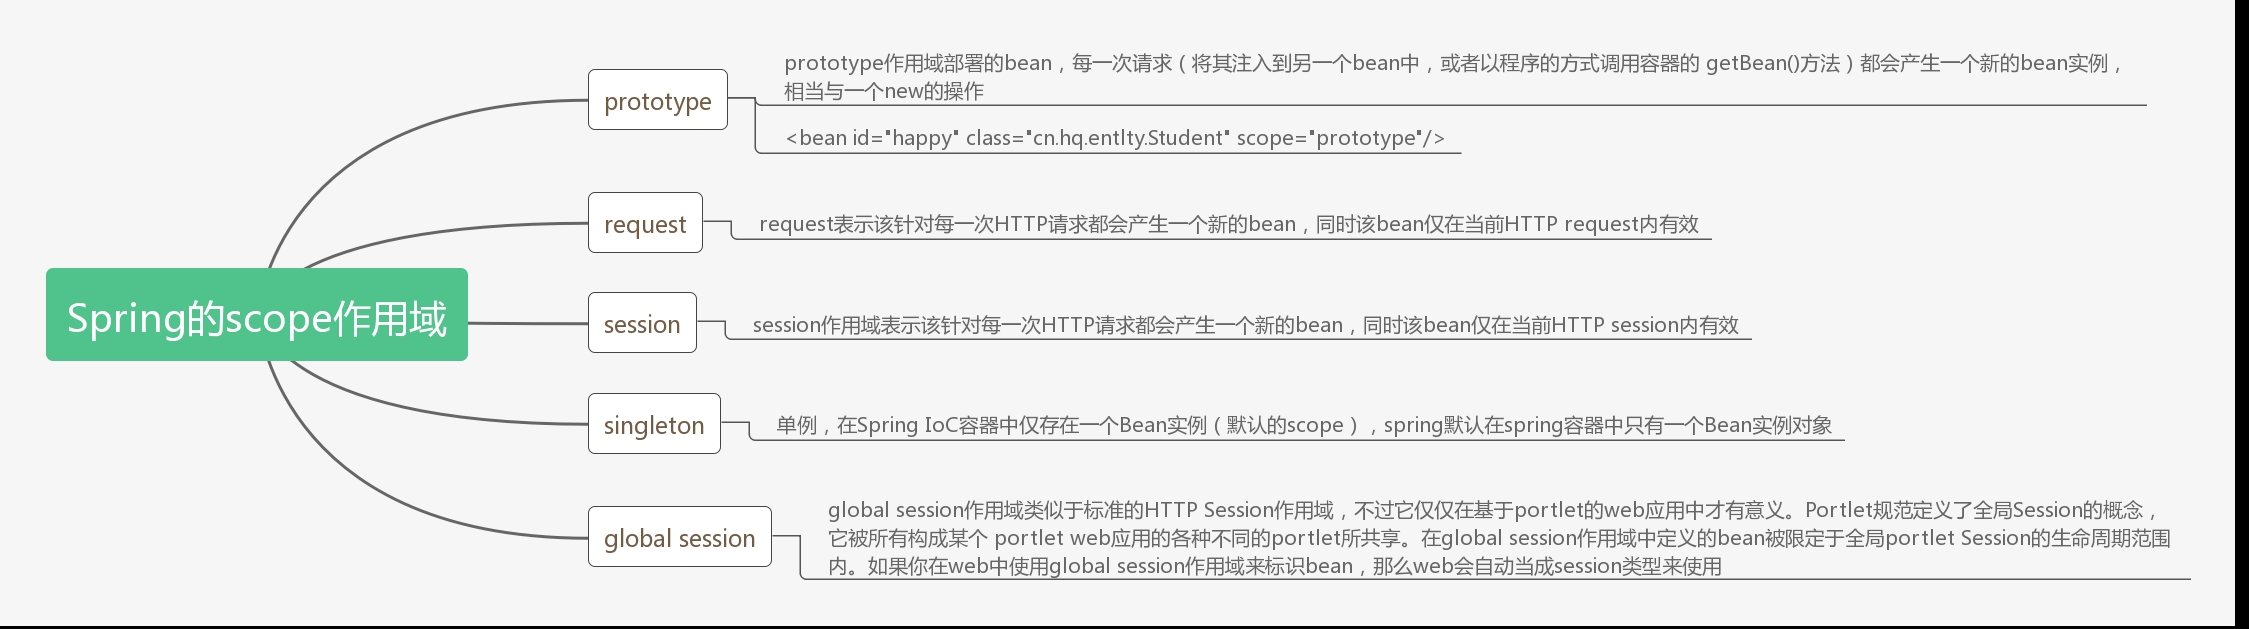 Spring的scope作用域
prototype
prototype作用域部署的bean，每一次请求（将其注入到另一个bean中，或者以程序的方式调用容器的 getBean()方法）都会产生一个新的bean实例，
相当与一个new的操作
<bean id="happy" class="cn.hq.entlty.Student" scope="prototype"/>
request
request表示该针对每一次HTTP请求都会产生一个新的bean，同时该bean仅在当前HTTP request内有效
session
session作用域表示该针对每一次HTTP请求都会产生一个新的bean，同时该bean仅在当前HTTP session内有效
singleton
单例，在Spring IoC容器中仅存在一个Bean实例（默认的scope），spring默认在spring容器中只有一个Bean实例对象
global session
global session作用域类似于标准的HTTP Session作用域，不过它仅仅在基于portlet的web应用中才有意义。Portlet规范定义了全局Session的概念，
它被所有构成某个 portlet web应用的各种不同的portlet所共享。在global session作用域中定义的bean被限定于全局portlet Session的生命周期范围
内。如果你在web中使用global session作用域来标识bean，那么web会自动当成session类型来使用